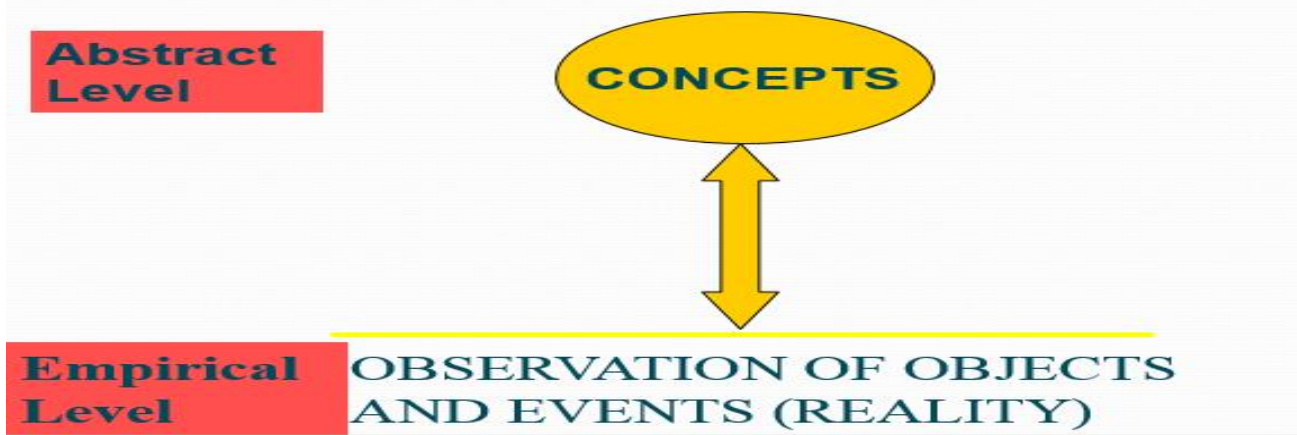 Abstract
Level
CONCEPTS
Empirical
Level
OBSERVATION OF OBJECTS
AND EVENTS (REALITY)